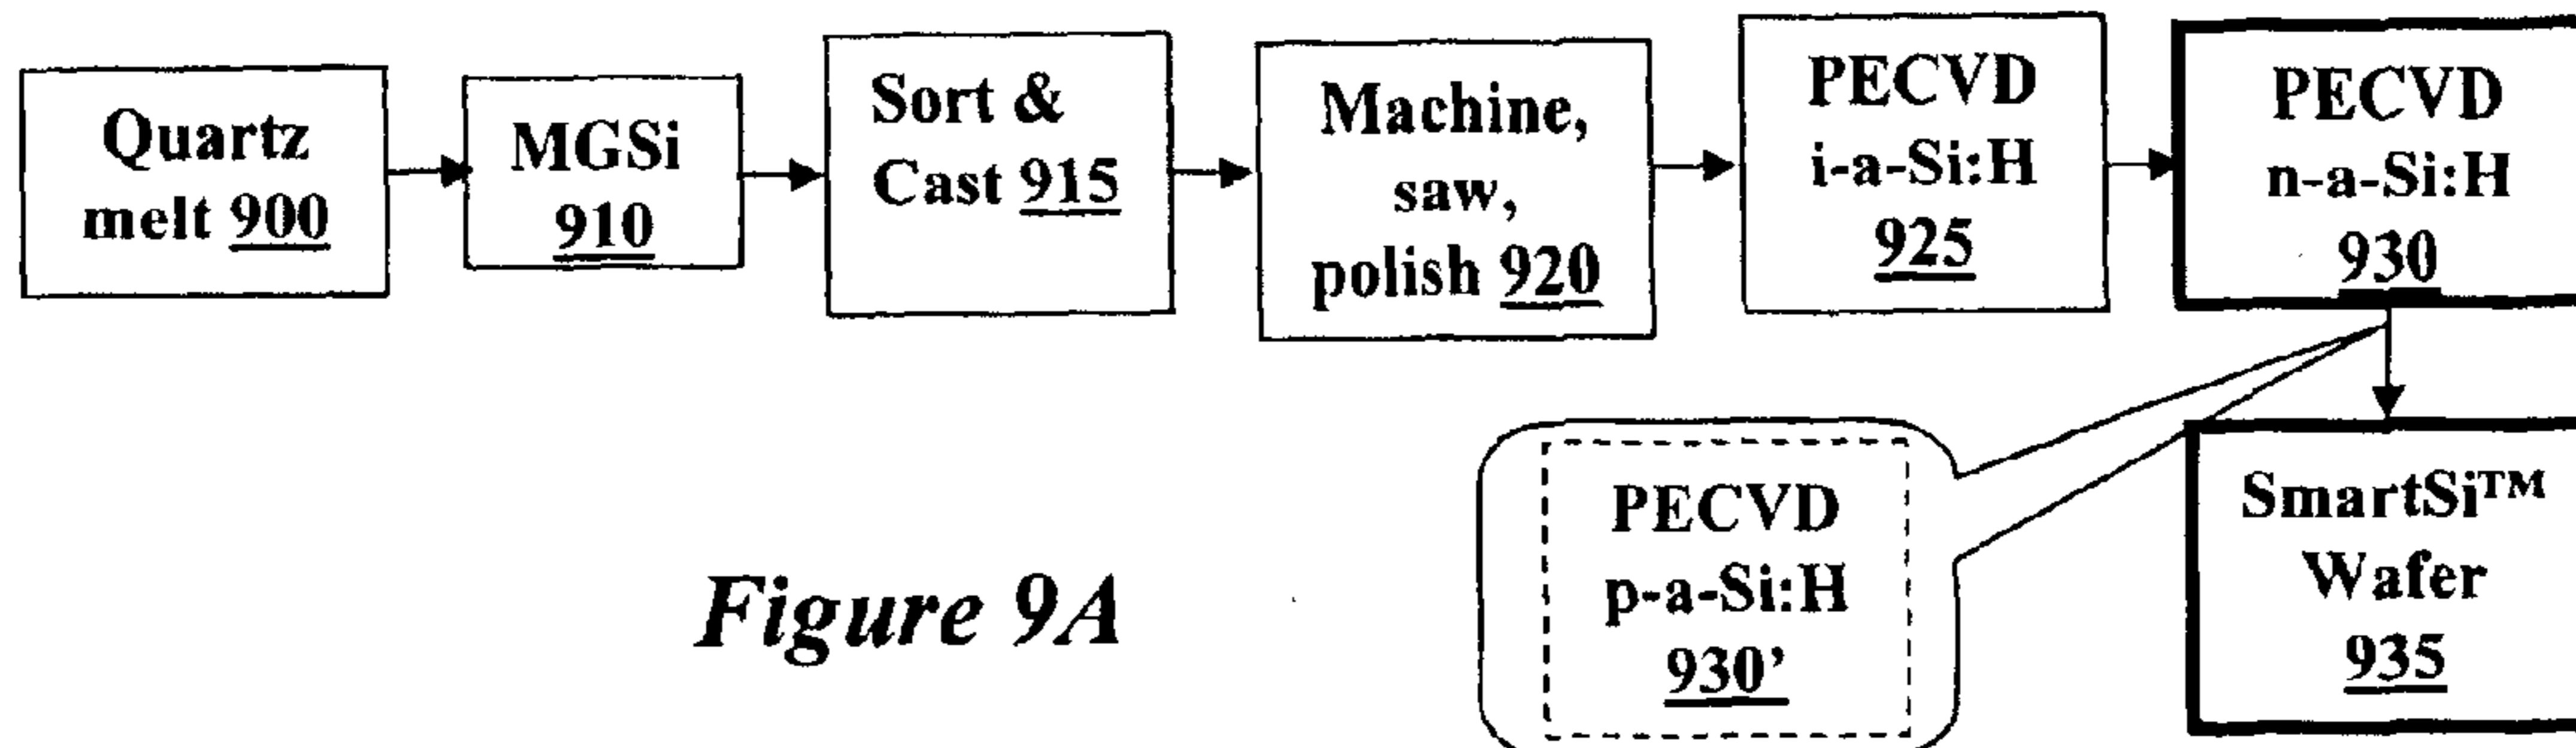 Quartz
melt 900
MGSi
910
Sort &
Cast 915
Machine,
saw,
polish 920
PECVD
i-a-Si:H
925
PECVD
n-a-Si:H
930
PECVD
p-a-Si:H
930’
SmartSi™
Wafer
935
Figure 9A